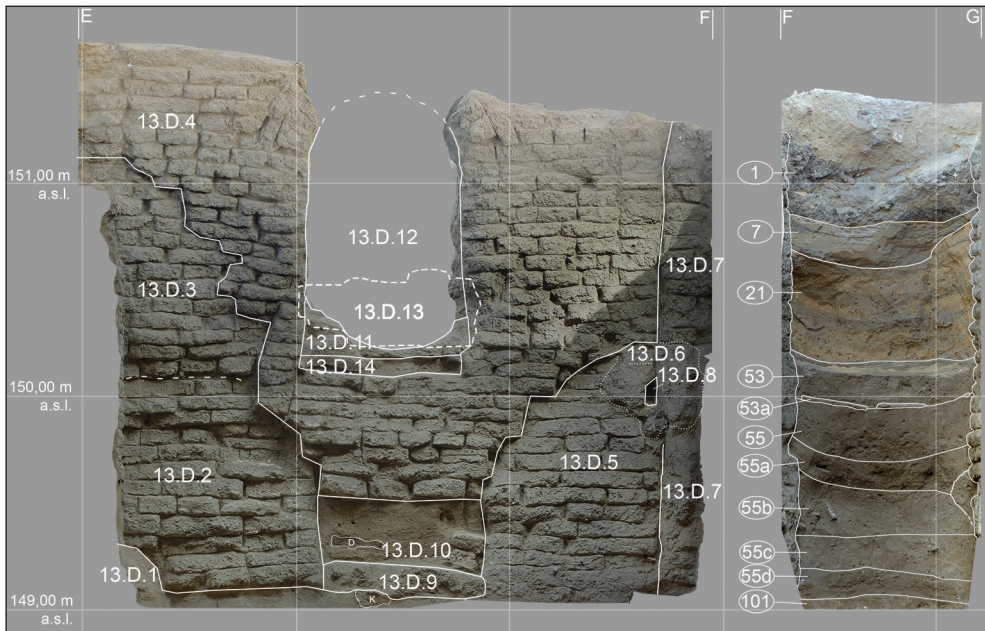 E
F
F
G
13.D.4
151,00 m
a.s.l.
1
7
13.D.12
13.D.7
13.D.3
21
13.D.13
13.D.11
13.D.6
13.D.14
13.D.8
53
150,00 m
a.s.l.
53a
55
13.D.5
55a
13.D.2
13.D.7
55b
D
13.D.10
55c
13.D.1
13.D.9
55d
K
101
149,00 m
a.s.l.